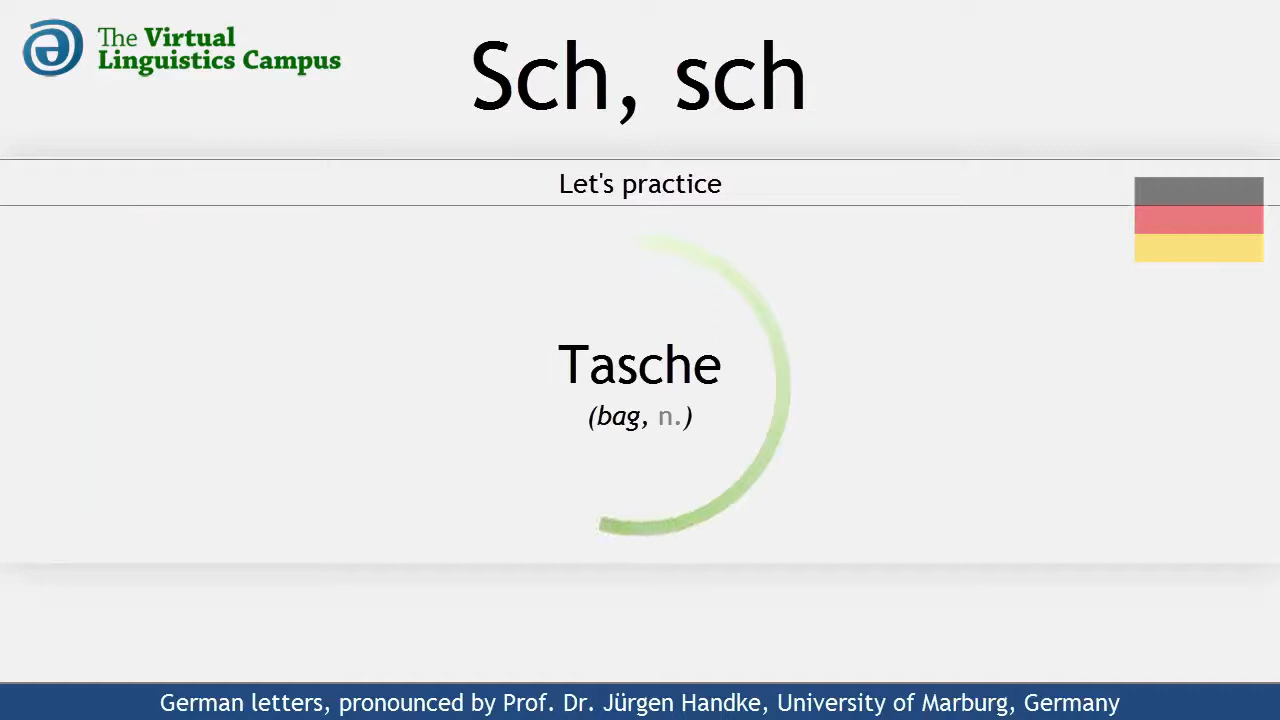 The Virtual
Linguistics Campus
Sch, sch
Let's practice
Tasche
(bag, n.)
German letters, pronounced by Prof. Dr. Jürgen Handke, University of Marburg, Germany